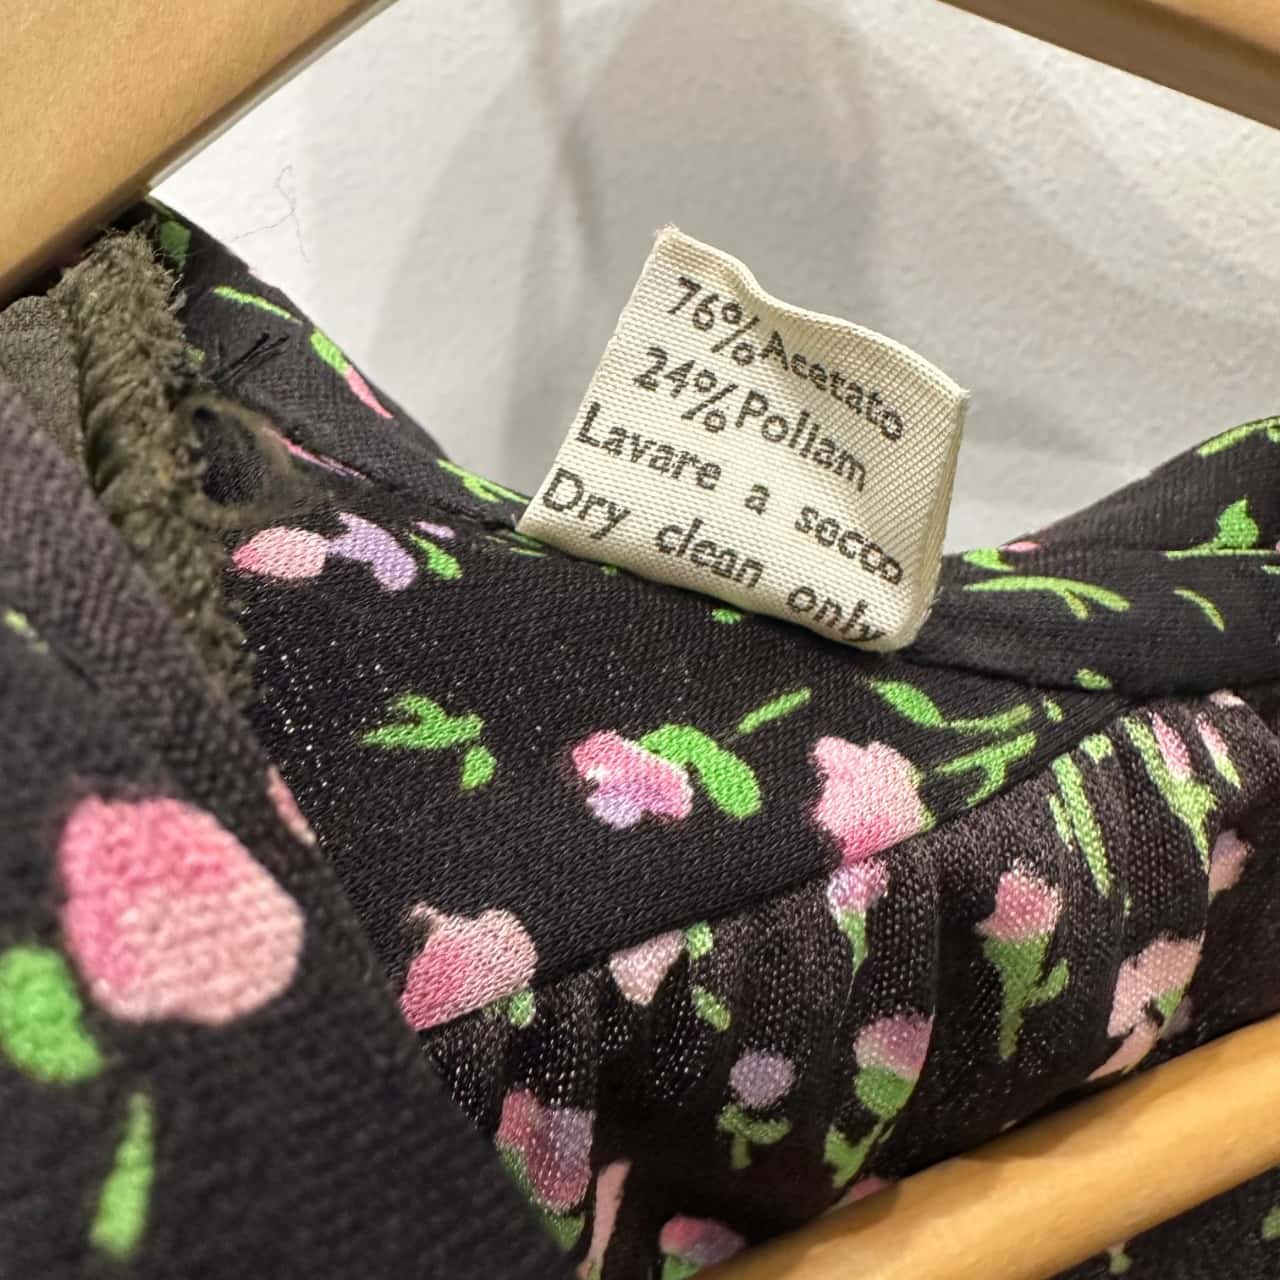 76% Acetato
24% Poliam
Lavare a secco
Dry clean only